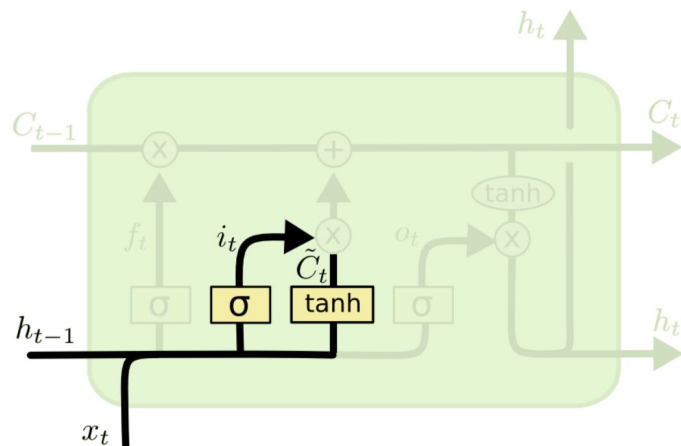 h_t
C_{t-1} × + C_t
tanh
f_t i_t × o_t ×
C̃_t
σ σ tanh σ
h_{t-1} h_t
x_t